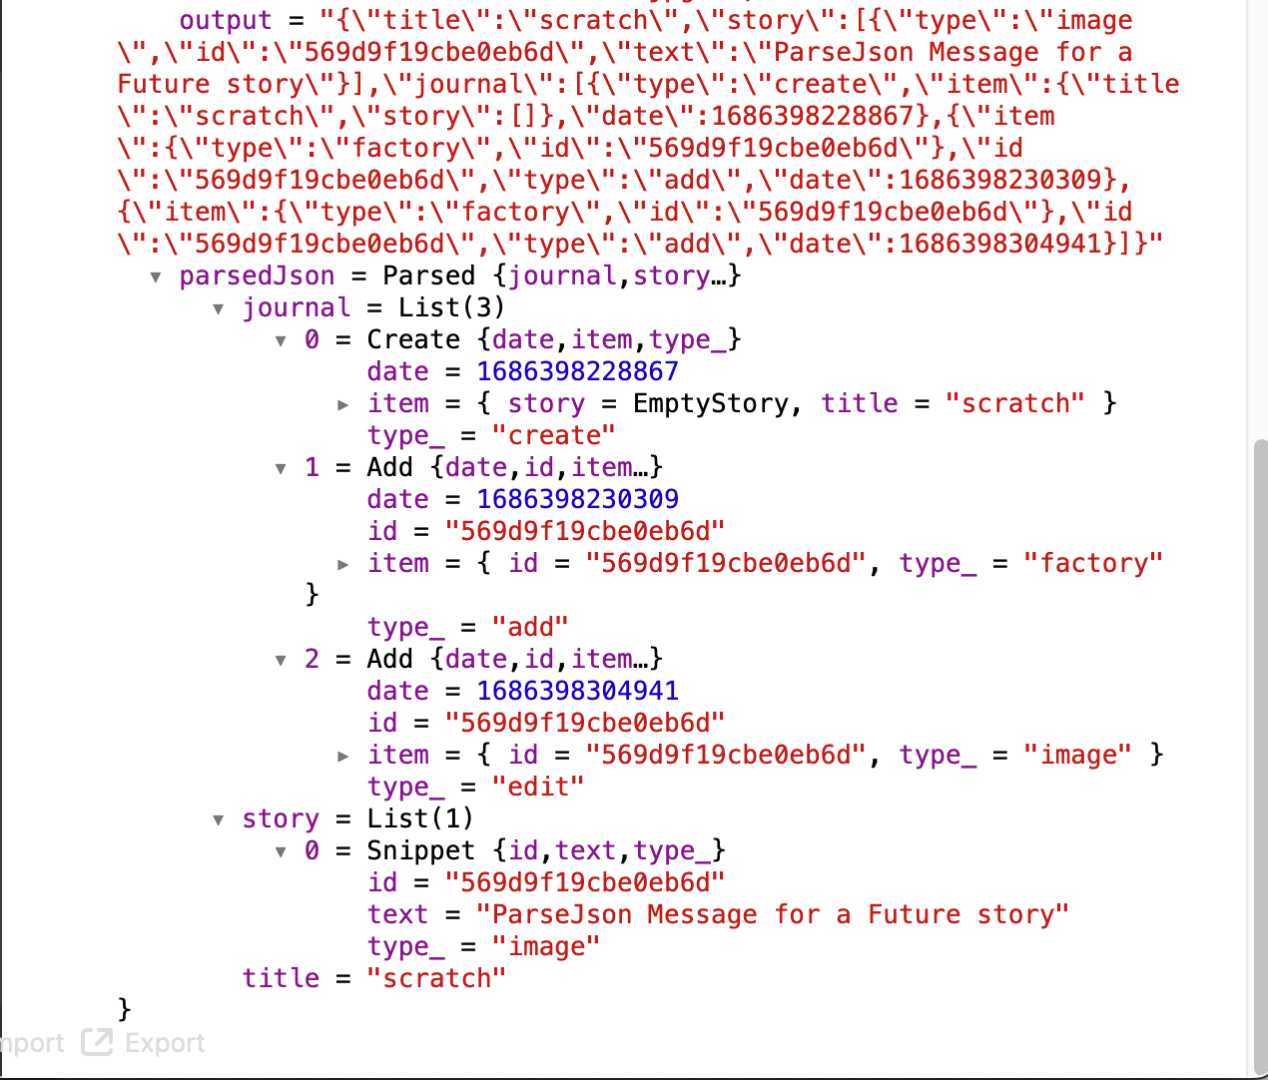 output = "{\"title\":\"scratch\",\"story\":[{\"type\":\"image
\",\"id\":\"569d9f19cbe0eb6d\",\"text\":\"ParseJson Message for a
Future story\"}],\"journal\":[{\"type\":\"create\",\"item\":{\"title
\":\"scratch\",\"story\":[]},\"date\":1686398228867},{\"item
\":{\"type\":\"factory\",\"id\":\"569d9f19cbe0eb6d\"},\"id
\":\"569d9f19cbe0eb6d\",\"type\":\"add\",\"date\":1686398230309},
{\"item\":{\"type\":\"factory\",\"id\":\"569d9f19cbe0eb6d\"},\"id
\":\"569d9f19cbe0eb6d\",\"type\":\"add\",\"date\":1686398304941}]}"
▾ parsedJson = Parsed {journal,story…}
▾ journal = List(3)
▾ 0 = Create {date,item,type_}
date = 1686398228867
▸ item = { story = EmptyStory, title = "scratch" }
type_ = "create"
▾ 1 = Add {date,id,item…}
date = 1686398230309
id = "569d9f19cbe0eb6d"
▸ item = { id = "569d9f19cbe0eb6d", type_ = "factory"
}
type_ = "add"
▾ 2 = Add {date,id,item…}
date = 1686398304941
id = "569d9f19cbe0eb6d"
▸ item = { id = "569d9f19cbe0eb6d", type_ = "image" }
type_ = "edit"
▾ story = List(1)
▾ 0 = Snippet {id,text,type_}
id = "569d9f19cbe0eb6d"
text = "ParseJson Message for a Future story"
type_ = "image"
title = "scratch"
}
mport Export